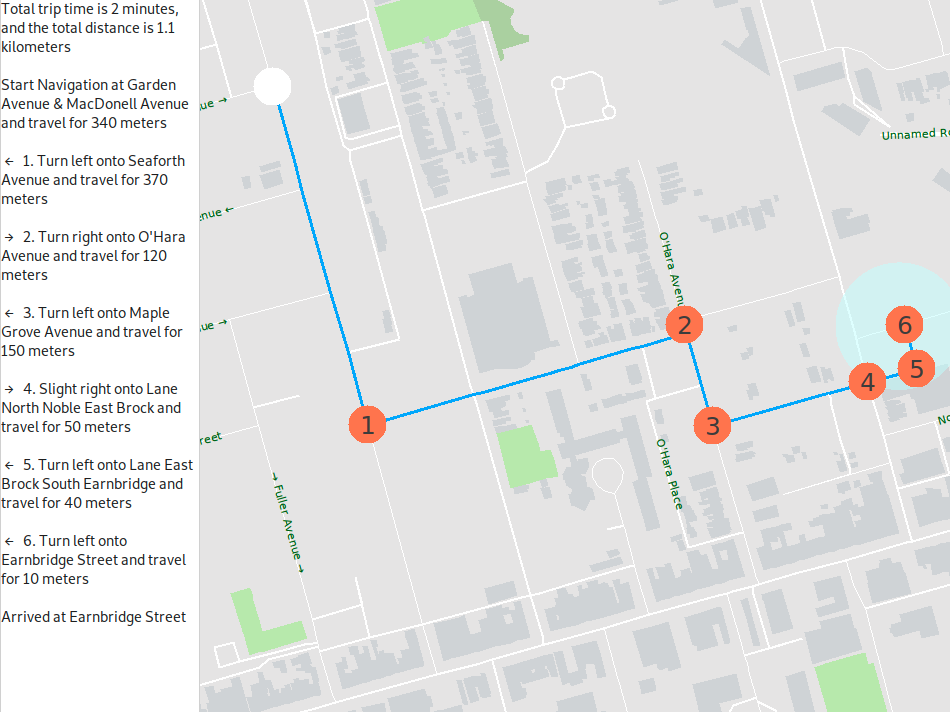 Total trip time is 2 minutes,
and the total distance is 1.1
kilometers
Start Navigation at Garden
Avenue & MacDonell Avenue
and travel for 340 meters
← 1. Turn left onto Seaforth
Avenue and travel for 370
meters
→ 2. Turn right onto O'Hara
Avenue and travel for 120
meters
← 3. Turn left onto Maple
Grove Avenue and travel for
150 meters
→ 4. Slight right onto Lane
North Noble East Brock and
travel for 50 meters
← 5. Turn left onto Lane East
Brock South Earnbridge and
travel for 40 meters
← 6. Turn left onto
Earnbridge Street and travel
for 10 meters
Arrived at Earnbridge Street
ue →
nue ←
ue →
reet
→ Fuller Avenue →
O'Hara Avenu
O'Hara Place
Unnamed Ro
No
1
2
3
4
5
6